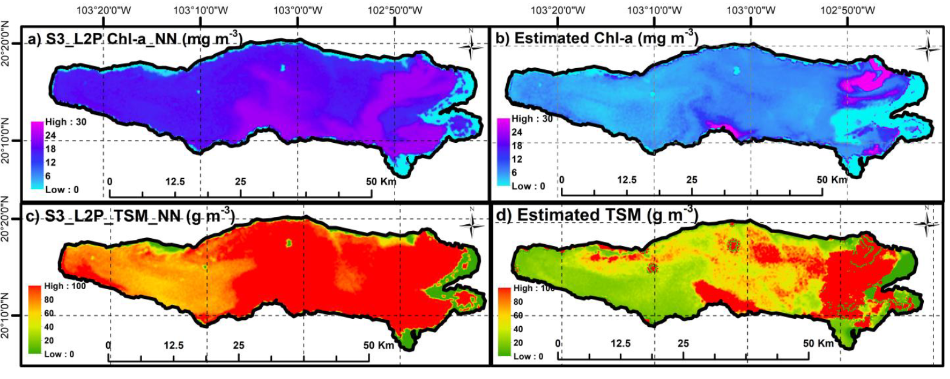 103°20'0"W 103°10'0"W 103°0'0"W 102°50'0"W 103°20'0"W 103°10'0"W 103°0'0"W 102°50'0"W
20°20'0"N
20°10'0"N
a) S3_L2P Chl-a_NN (mg m-3)
N
High : 30
24
18
12
6
Low : 0
0 12.5 25 50 Km
b) Estimated Chl-a (mg m-3)
N
High : 30
24
18
12
6
Low : 0
0 12.5 25 50 Km
20°20'0"N
20°10'0"N
c) S3_L2P_TSM_NN (g m-3)
N
High : 100
80
60
40
20
Low : 0
0 12.5 25 50 Km
d) Estimated TSM (g m-3)
N
High : 100
80
60
40
20
Low : 0
0 12.5 25 50 Km